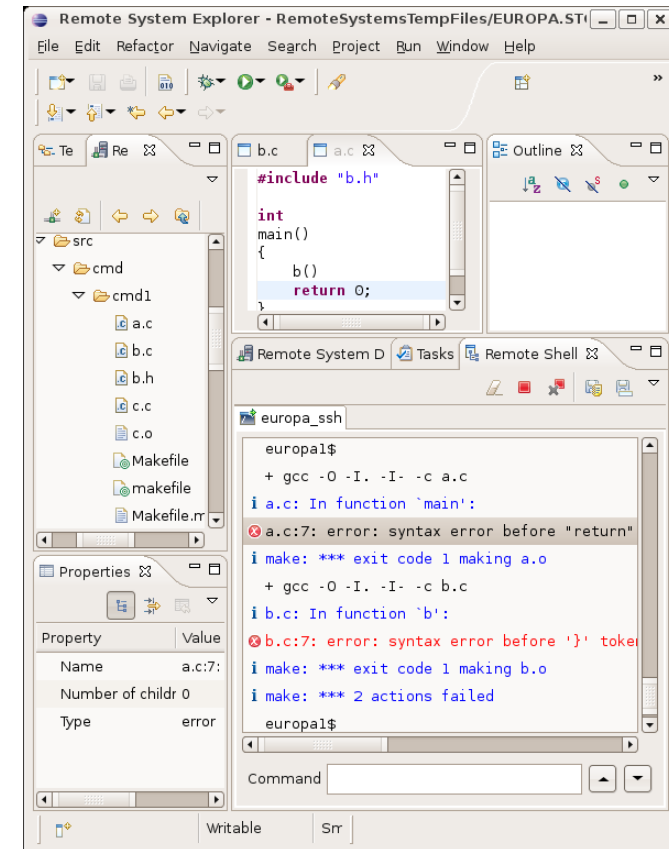 Remote System Explorer - RemoteSystemsTempFiles/EUROPA.ST
File Edit Refactor Navigate Search Project Run Window Help
010
»
Te
Re
b.c
a.c
Outline
#include "b.h"
int
main()
{
b()
return 0;
}
a
z
s
src
cmd
cmd1
a.c
b.c
b.h
c.c
c.o
Makefile
makefile
Makefile.m
Remote System D
Tasks
Remote Shell
europa_ssh
europa1$
+ gcc -O -I. -I- -c a.c
i a.c: In function `main':
a.c:7: error: syntax error before "return"
i make: *** exit code 1 making a.o
+ gcc -O -I. -I- -c b.c
i b.c: In function `b':
b.c:7: error: syntax error before '}' token
i make: *** exit code 1 making b.o
i make: *** 2 actions failed
europa1$
Command
Properties
Property Value
Name a.c:7:
Number of childr 0
Type error
Writable
Sm